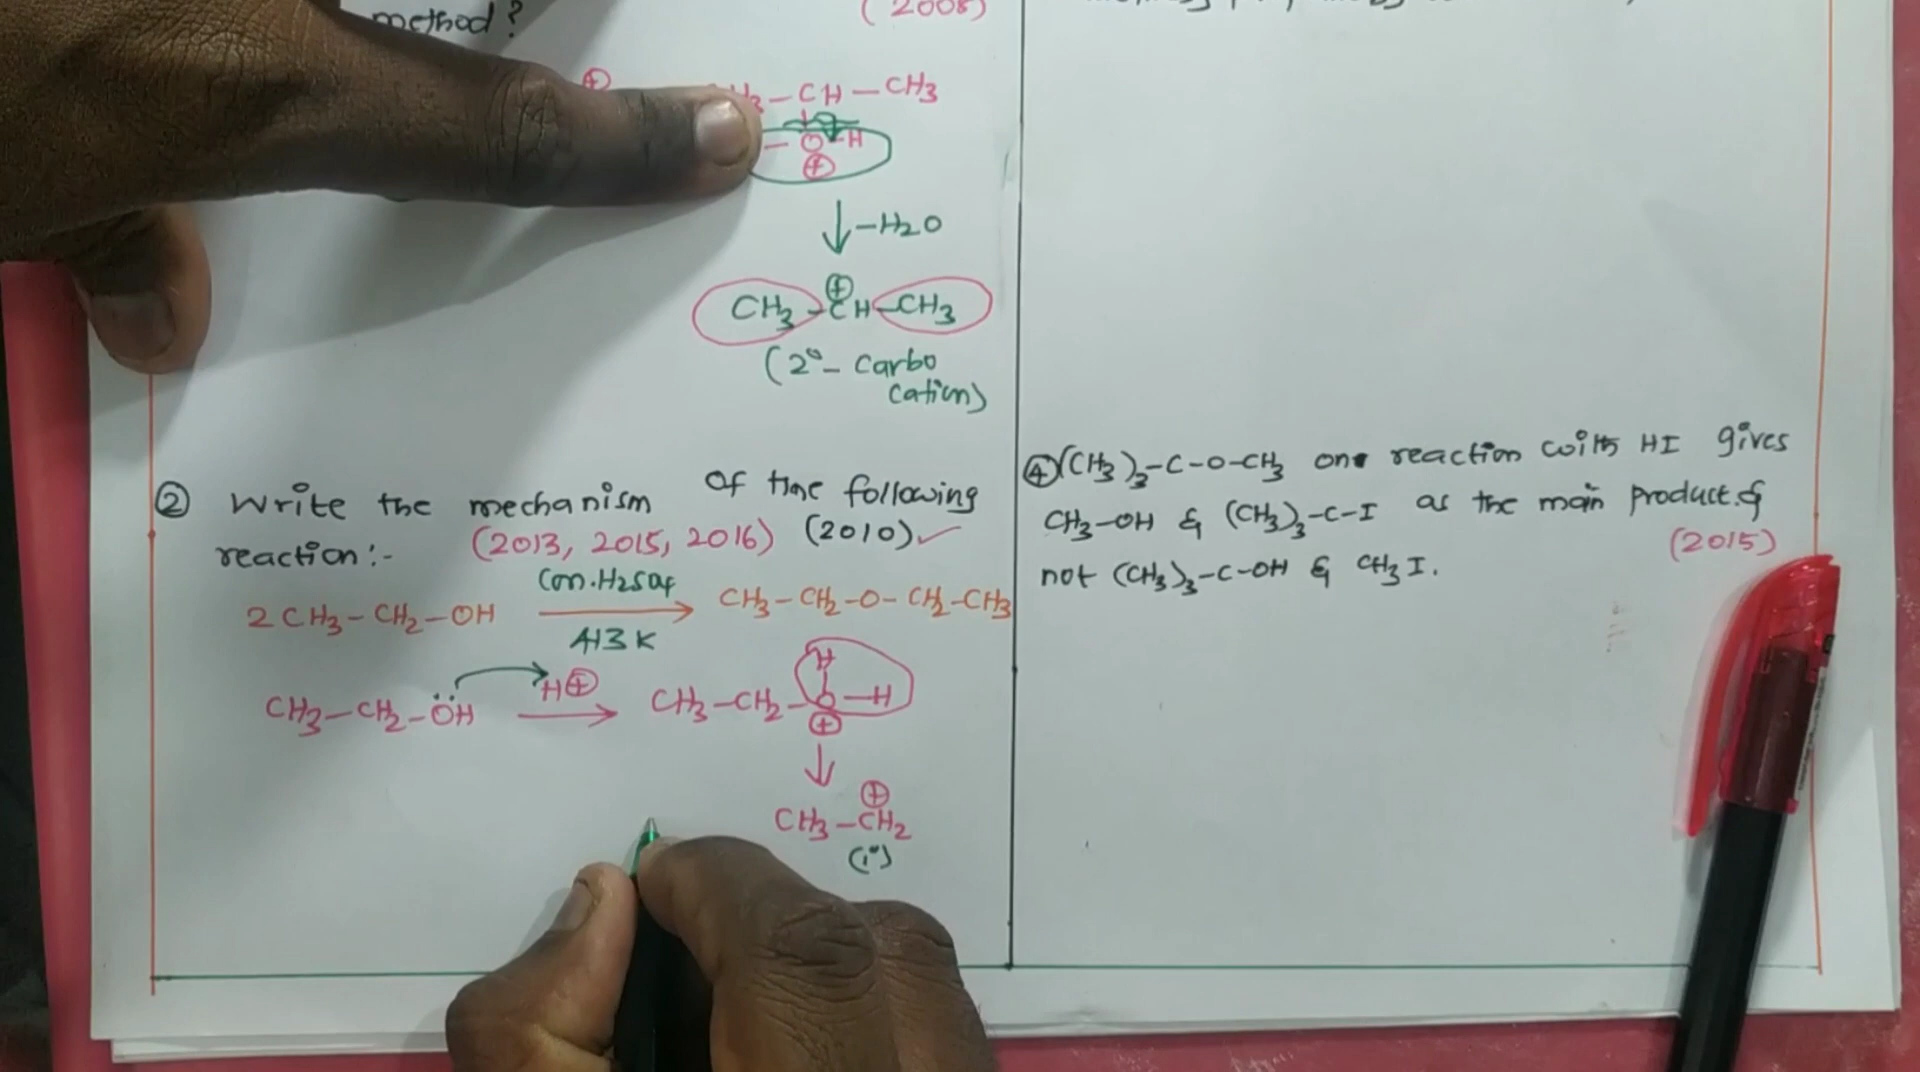 method?
(2008)
⊕
H₃–CH–CH₃
–O–H
⊕
↓–H₂O
⊕
CH₃–CH–CH₃
(2°– Carbo
Cation)
② Write the mechanism of the following
reaction:- (2013, 2015, 2016) (2010)✓
Con.H₂SO₄
2CH₃–CH₂–OH → CH₃–CH₂–O–CH₂–CH₃
413 K
H
CH₃–CH₂–ÖH H⊕ → CH₃–CH₂–O–H
⊕
↓
⊕
CH₃–CH₂
(1°)
④(CH₃)₃–C–O–CH₃ on reaction with HI gives
CH₃–OH & (CH₃)₃–C–I as the main product &
(2015)
not (CH₃)₃–C–OH & CH₃I.